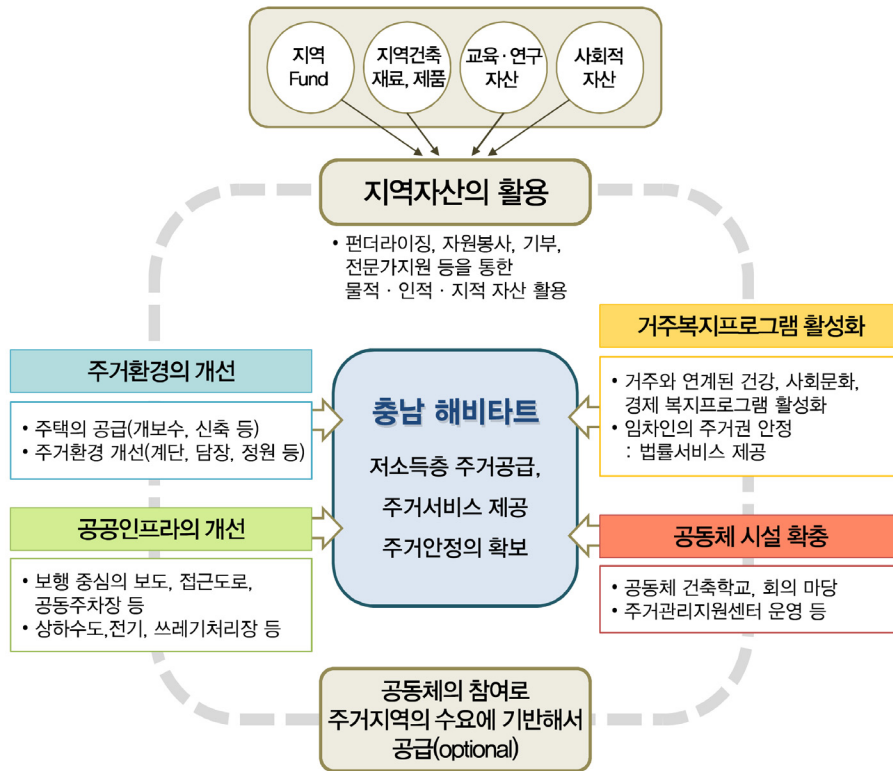 지역
Fund
지역건축
재료, 제품
교육·연구
자산
사회적
자산
지역자산의 활용
• 펀더라이징, 자원봉사, 기부,
전문가지원 등을 통한
물적·인적·지적 자산 활용
주거환경의 개선
• 주택의 공급(개보수, 신축 등)
• 주거환경 개선(계단, 담장, 정원 등)
공공인프라의 개선
• 보행 중심의 보도, 접근도로,
공동주차장 등
• 상하수도,전기, 쓰레기처리장 등
충남 해비타트
저소득층 주거공급,
주거서비스 제공
주거안정의 확보
거주복지프로그램 활성화
• 거주와 연계된 건강, 사회문화,
경제 복지프로그램 활성화
• 임차인의 주거권 안정
: 법률서비스 제공
공동체 시설 확충
• 공동체 건축학교, 회의 마당
• 주거관리지원센터 운영 등
공동체의 참여로
주거지역의 수요에 기반해서
공급(optional)